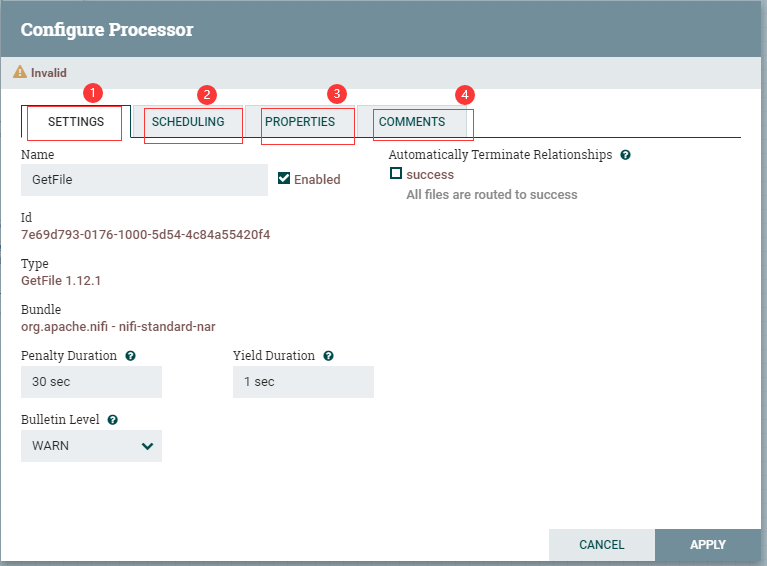 Configure Processor
Invalid
1 2 3 4
SETTINGS SCHEDULING PROPERTIES COMMENTS
Name Automatically Terminate Relationships ?
GetFile Enabled success
All files are routed to success
Id
7e69d793-0176-1000-5d54-4c84a55420f4
Type
GetFile 1.12.1
Bundle
org.apache.nifi - nifi-standard-nar
Penalty Duration ? Yield Duration ?
30 sec 1 sec
Bulletin Level ?
WARN
CANCEL APPLY